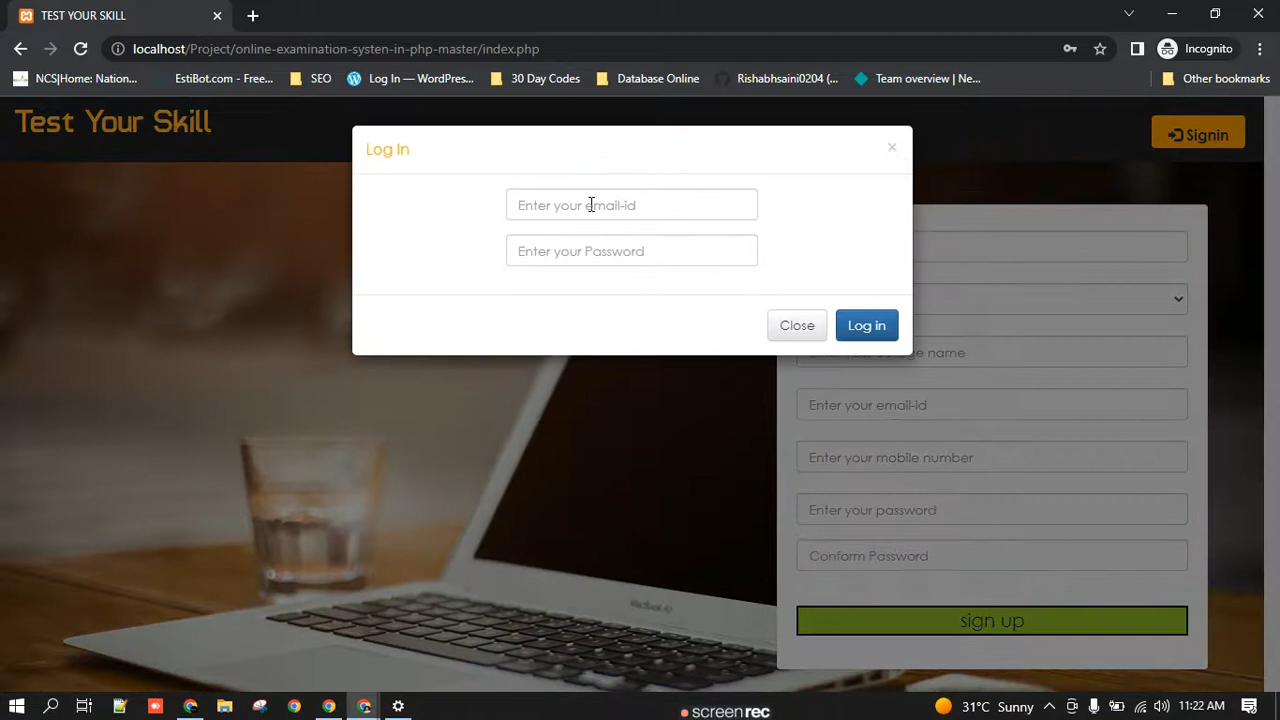 TEST YOUR SKILL
localhost/Project/online-examination-systen-in-php-master/index.php
Incognito
NCS|Home: Nation...
EstiBot.com - Free...
SEO
Log In — WordPress...
30 Day Codes
Database Online
Rishabhsaini0204 (...
Team overview | Ne...
Other bookmarks
Test Your Skill
Signin
Log In
×
Enter your email-id
Enter your Password
Close
Log in
Enter your email-id
Enter your mobile number
Enter your password
Conform Password
sign up
MacBook Air
31°C Sunny
11:22 AM
screenrec